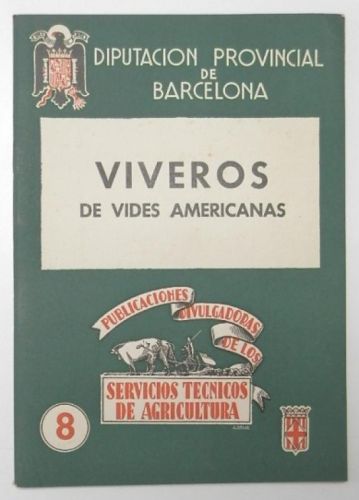 DIPUTACION PROVINCIAL
DE
BARCELONA
VIVEROS
DE VIDES AMERICANAS
PUBLICACIONES
DIVULGADORAS
DE LOS
SERVICIOS TECNICOS
DE AGRICULTURA
8